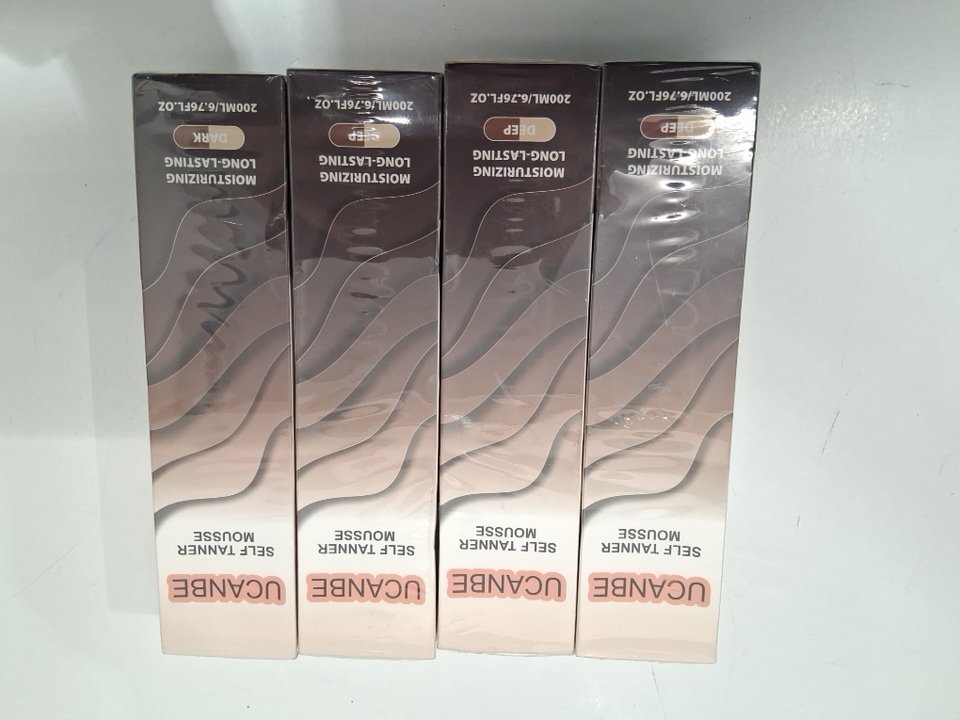 UCANBE
SELF TANNER
MOUSSE
MOISTURIZING
LONG-LASTING
DEEP
200ML/6.76FL.OZ
UCANBE
SELF TANNER
MOUSSE
MOISTURIZING
LONG-LASTING
DEEP
200ML/6.76FL.OZ
UCANBE
SELF TANNER
MOUSSE
MOISTURIZING
LONG-LASTING
DEEP
200ML/6.76FL.OZ
UCANBE
SELF TANNER
MOUSSE
MOISTURIZING
LONG-LASTING
DARK
200ML/6.76FL.OZ